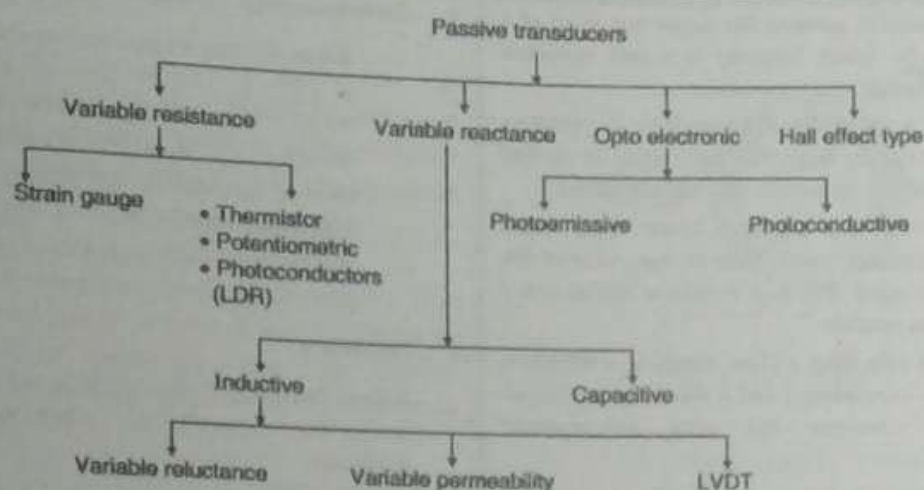 Passive transducers
Variable resistance
Variable reactance
Opto electronic
Hall effect type
Strain gauge
• Thermistor
• Potentiometric
• Photoconductors
(LDR)
Photoemissive
Photoconductive
Inductive
Capacitive
Variable reluctance
Variable permeability
LVDT